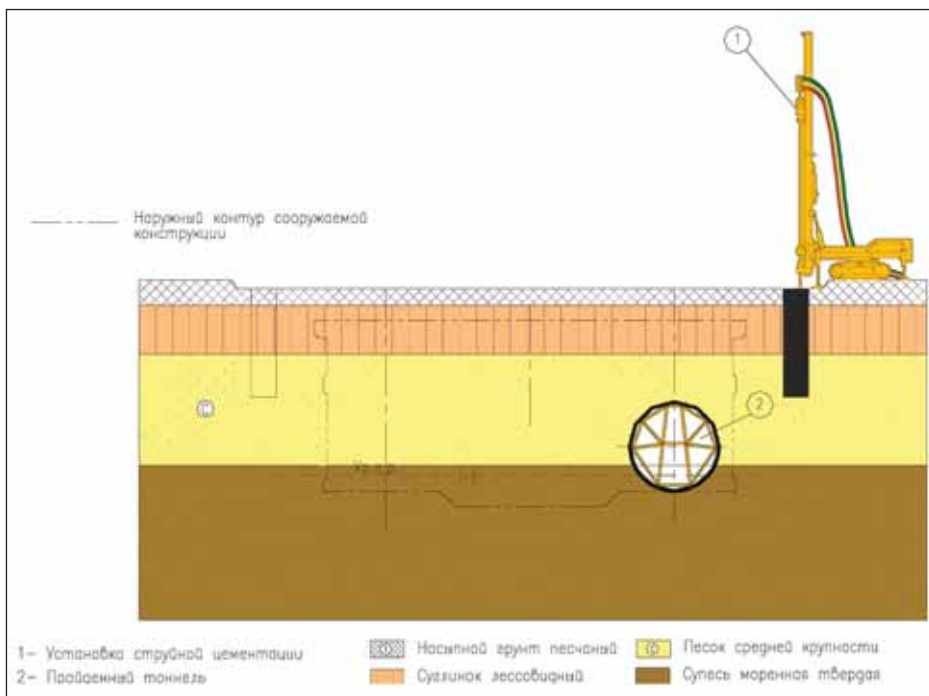 1
Наружный контур сооружаемой
конструкции
С
2
1– Установка струйной цементации
2– Пройденный тоннель
Насыпной грунт песчаный
Суглинок лессовидный
С
Песок средней крупности
Супесь моренная твердая